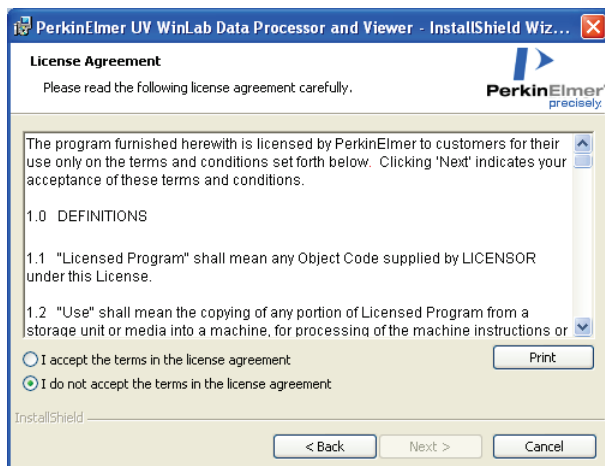 PerkinElmer UV WinLab Data Processor and Viewer - InstallShield Wiz...
License Agreement
Please read the following license agreement carefully.
PerkinElmer
precisely.
The program furnished herewith is licensed by PerkinElmer to customers for their
use only on the terms and conditions set forth below. Clicking 'Next' indicates your
acceptance of these terms and conditions.
1.0 DEFINITIONS
1.1 "Licensed Program" shall mean any Object Code supplied by LICENSOR
under this License.
1.2 "Use" shall mean the copying of any portion of Licensed Program from a
storage unit or media into a machine, for processing of the machine instructions or
I accept the terms in the license agreement
Print
I do not accept the terms in the license agreement
InstallShield
< Back
Next >
Cancel